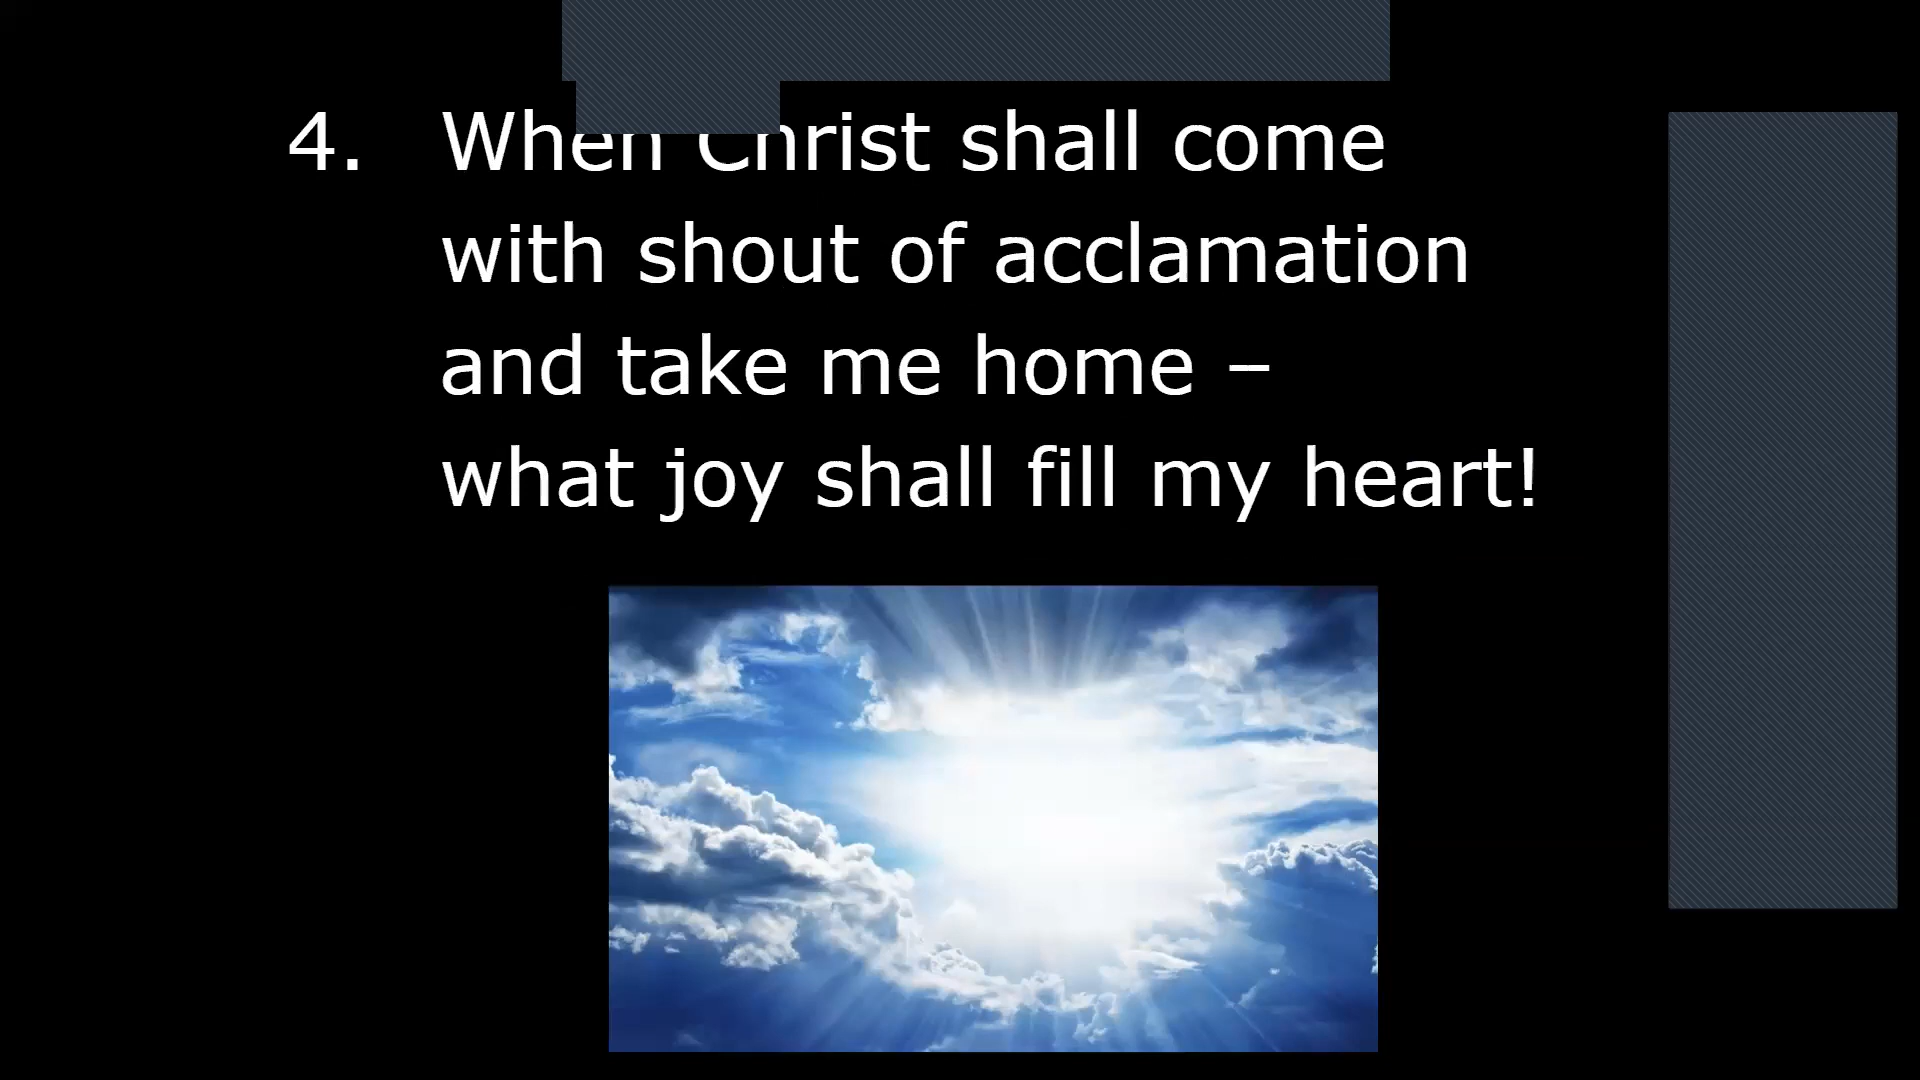 4. When Christ shall come
with shout of acclamation
and take me home –
what joy shall fill my heart!